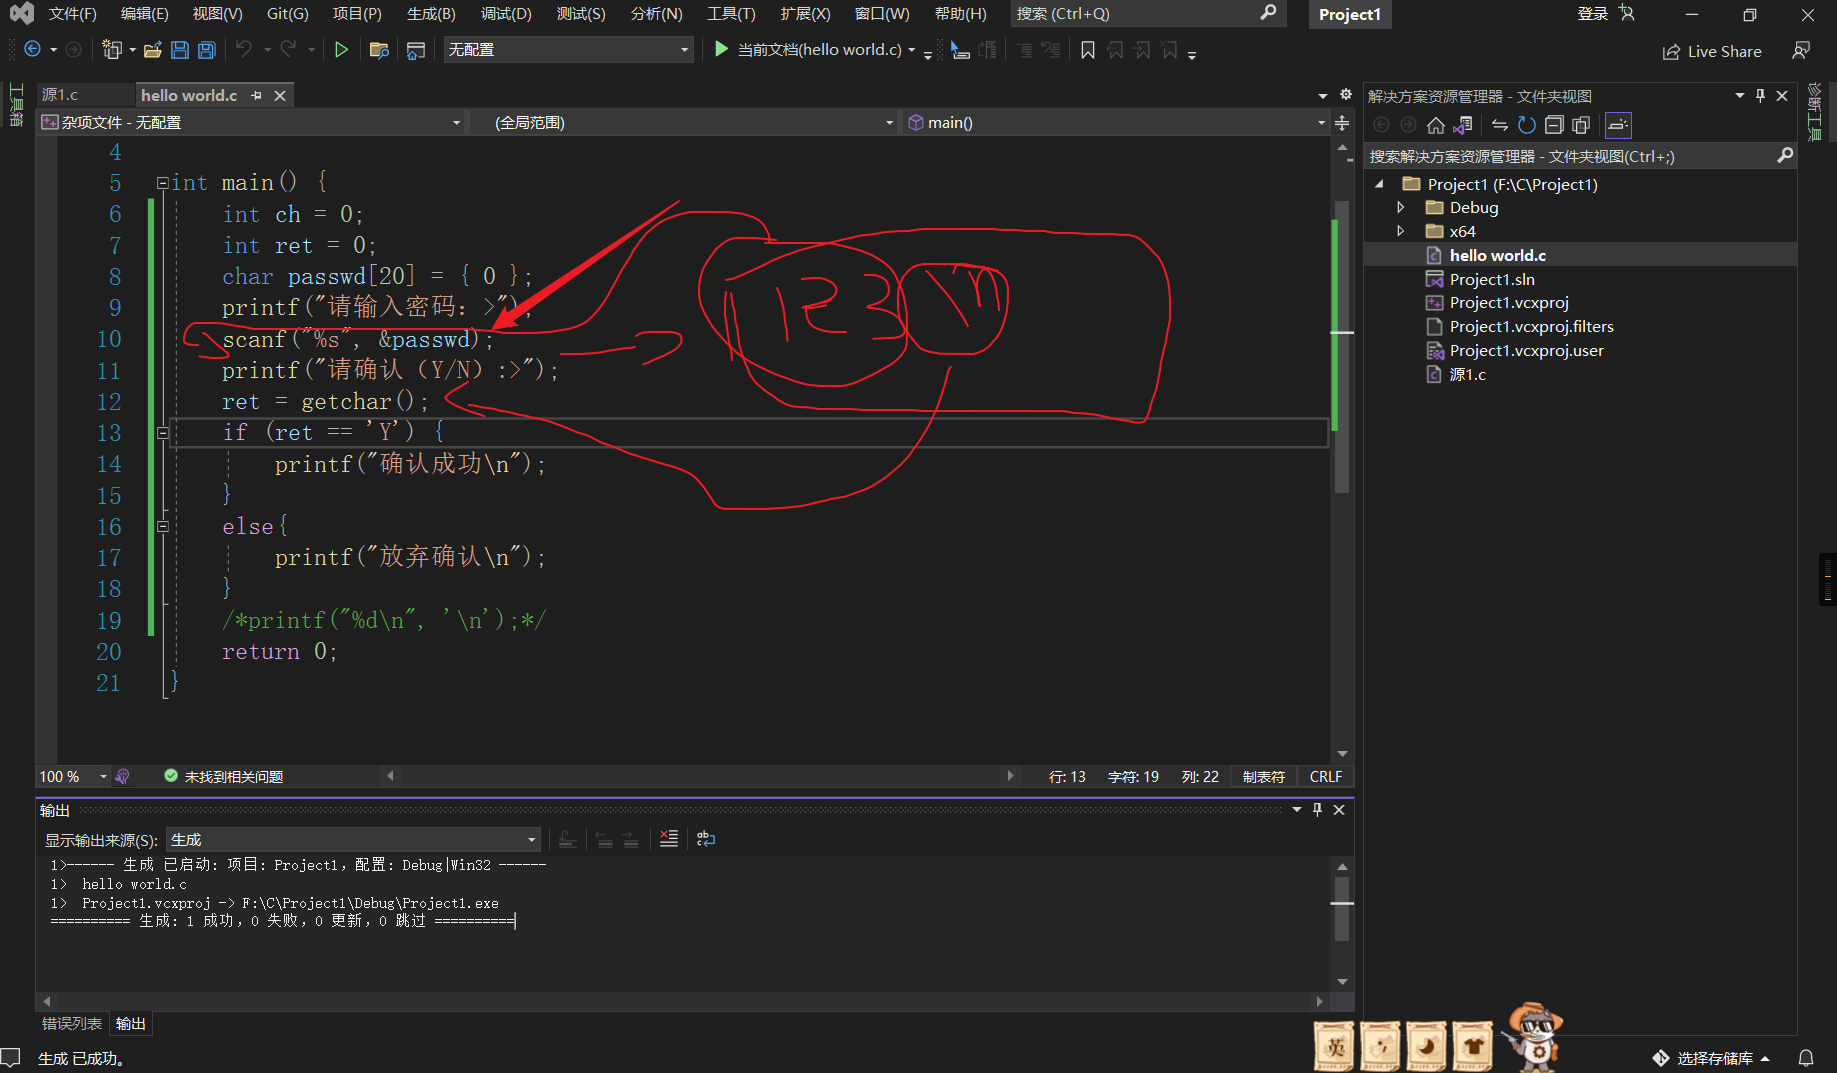 文件(F) 编辑(E) 视图(V) Git(G) 项目(P) 生成(B) 调试(D) 测试(S) 分析(N) 工具(T) 扩展(X) 窗口(W) 帮助(H) 搜索 (Ctrl+Q) Project1 登录
无配置 当前文档(hello world.c) Live Share
工具箱
源1.c hello world.c
杂项文件 - 无配置 (全局范围) main()
4
5 int main() {
6 int ch = 0;
7 int ret = 0;
8 char passwd[20] = { 0 };
9 printf("请输入密码: >");
10 scanf("%s", &passwd);
11 printf("请确认（Y/N）:>");
12 ret = getchar();
13 if (ret == 'Y') {
14 printf("确认成功\n");
15 }
16 else{
17 printf("放弃确认\n");
18 }
19 /*printf("%d\n", '\n');*/
20 return 0;
21 }
123 \n
100 % 未找到相关问题 行: 13 字符: 19 列: 22 制表符 CRLF
输出
显示输出来源(S): 生成
1>------ 生成 已启动: 项目: Project1, 配置: Debug|Win32 ------
1> hello world.c
1> Project1.vcxproj -> F:\C\Project1\Debug\Project1.exe
========== 生成: 1 成功，0 失败，0 更新，0 跳过 ==========
错误列表 输出
生成 已成功。
解决方案资源管理器 - 文件夹视图
搜索解决方案资源管理器 - 文件夹视图(Ctrl+;)
Project1 (F:\C\Project1)
Debug
x64
hello world.c
Project1.sln
Project1.vcxproj
Project1.vcxproj.filters
Project1.vcxproj.user
源1.c
诊断工具
英
选择存储库